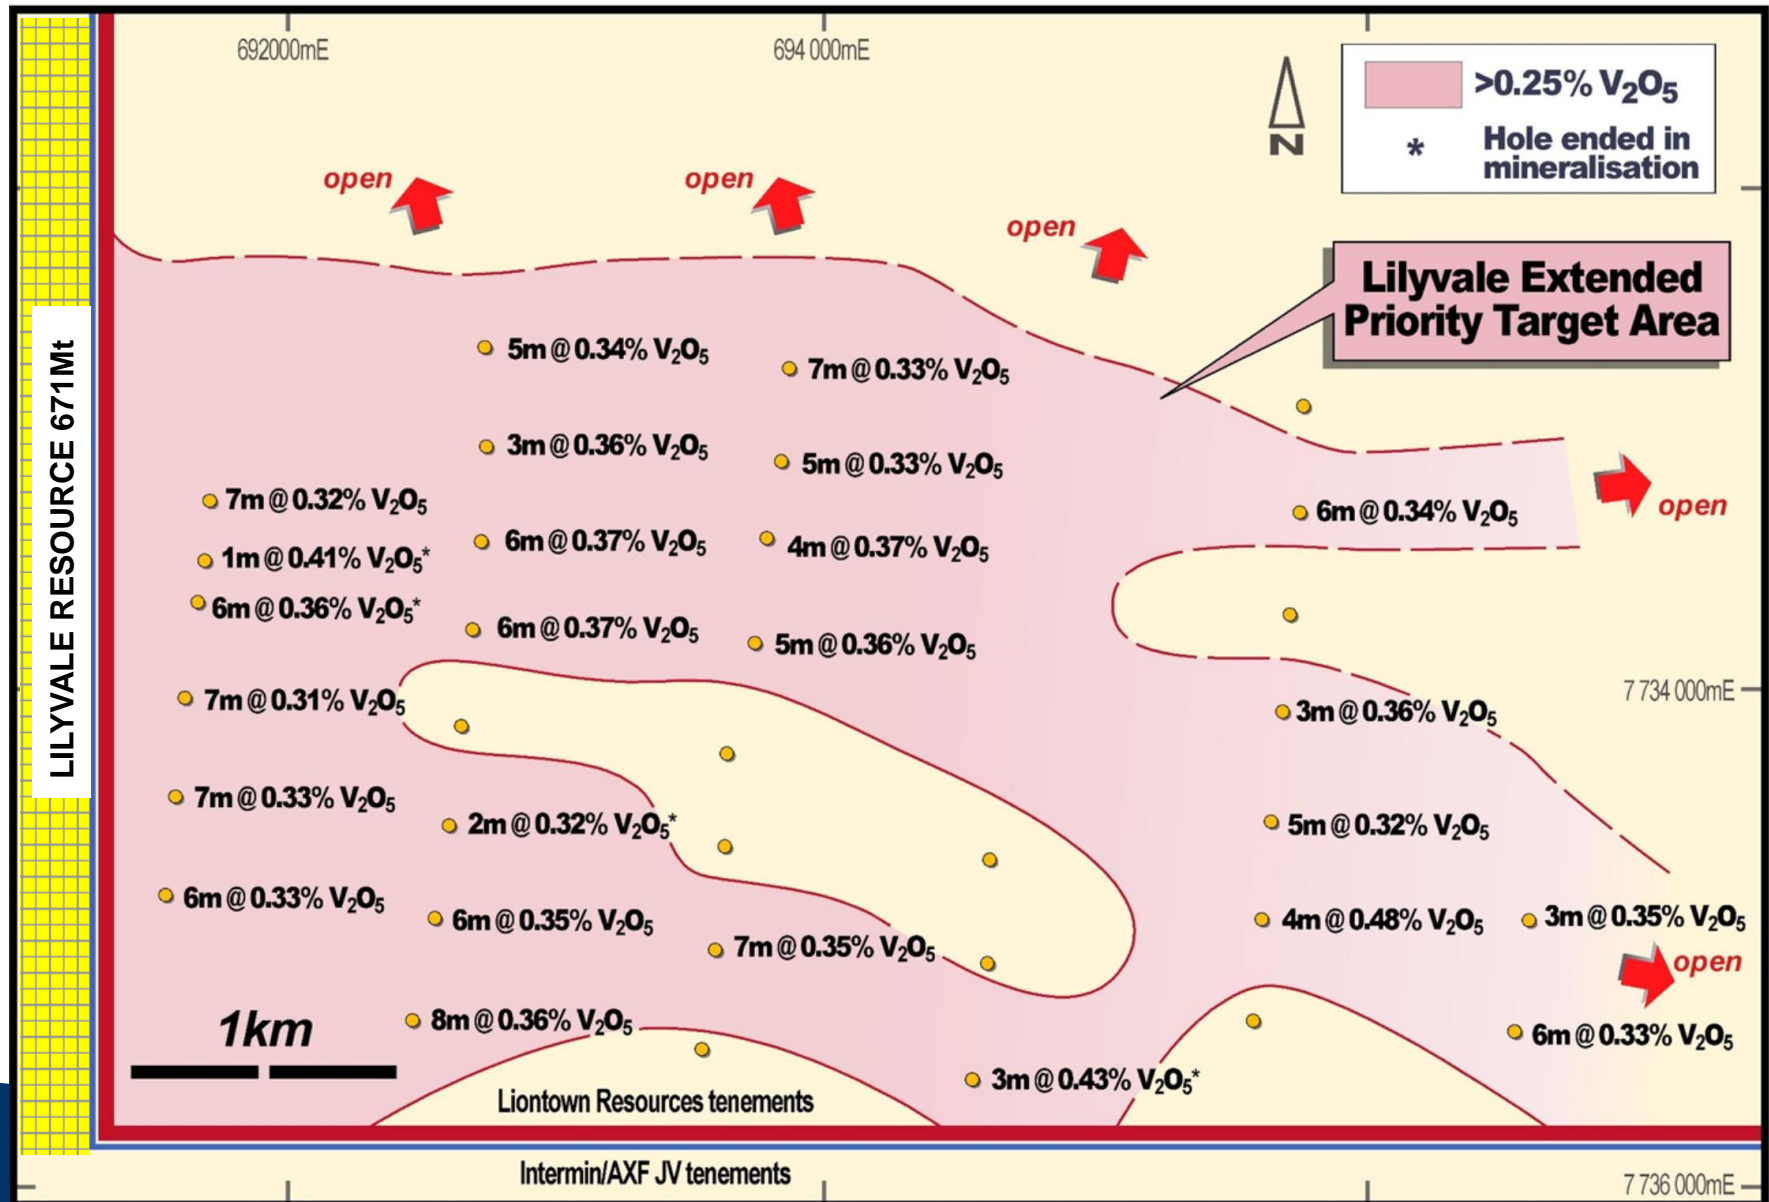 692000mE
694 000mE
>0.25% V₂O₅
* Hole ended in
mineralisation
N
open
open
open
Lilyvale Extended
Priority Target Area
LILYVALE RESOURCE 671Mt
5m @ 0.34% V₂O₅
7m @ 0.33% V₂O₅
3m @ 0.36% V₂O₅
5m @ 0.33% V₂O₅
7m @ 0.32% V₂O₅
6m @ 0.34% V₂O₅
open
1m @ 0.41% V₂O₅*
6m @ 0.37% V₂O₅
4m @ 0.37% V₂O₅
6m @ 0.36% V₂O₅*
6m @ 0.37% V₂O₅
5m @ 0.36% V₂O₅
7m @ 0.31% V₂O₅
3m @ 0.36% V₂O₅
7 734 000mE
7m @ 0.33% V₂O₅
2m @ 0.32% V₂O₅*
5m @ 0.32% V₂O₅
6m @ 0.33% V₂O₅
6m @ 0.35% V₂O₅
7m @ 0.35% V₂O₅
4m @ 0.48% V₂O₅
3m @ 0.35% V₂O₅
open
1km
8m @ 0.36% V₂O₅
6m @ 0.33% V₂O₅
3m @ 0.43% V₂O₅*
Liontown Resources tenements
Intermin/AXF JV tenements
7 736 000mE